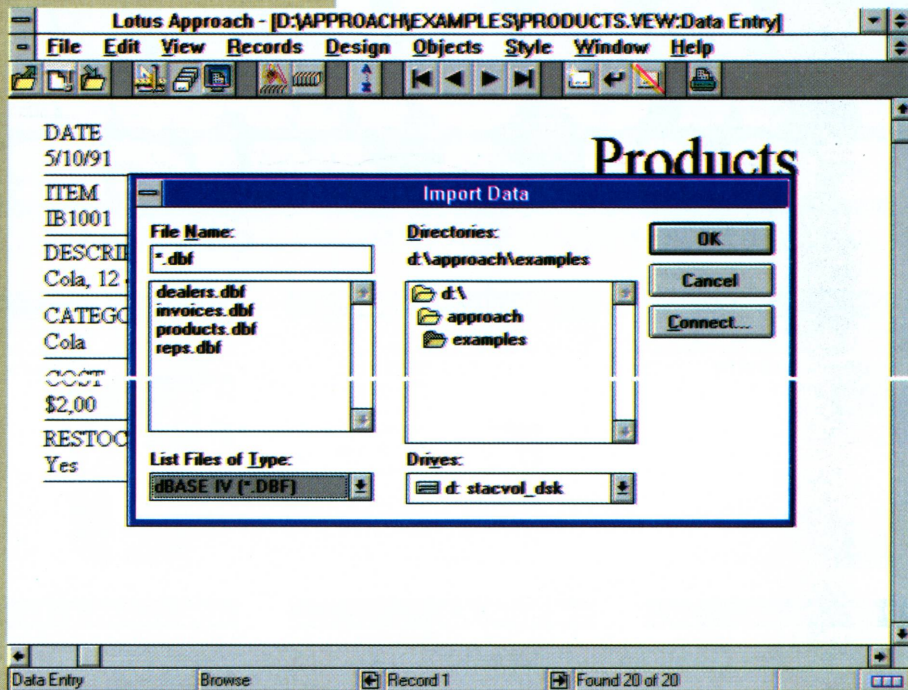 Lotus Approach - [D:\APPROACH\EXAMPLES\PRODUCTS.VEW:Data Entry]
File Edit View Records Design Objects Style Window Help
DATE
5/10/91
Products
ITEM
IB1001
DESCRI
Cola, 12
CATEGO
Cola
COST
$2,00
RESTOC
Yes
Import Data
File Name:
*.dbf
dealers.dbf
invoices.dbf
products.dbf
reps.dbf
List Files of Type:
dBASE IV (*.DBF)
Directories:
d:\approach\examples
d:\
approach
examples
Drives:
d: stacvol_dsk
OK
Cancel
Connect...
Data Entry Browse Record 1 Found 20 of 20